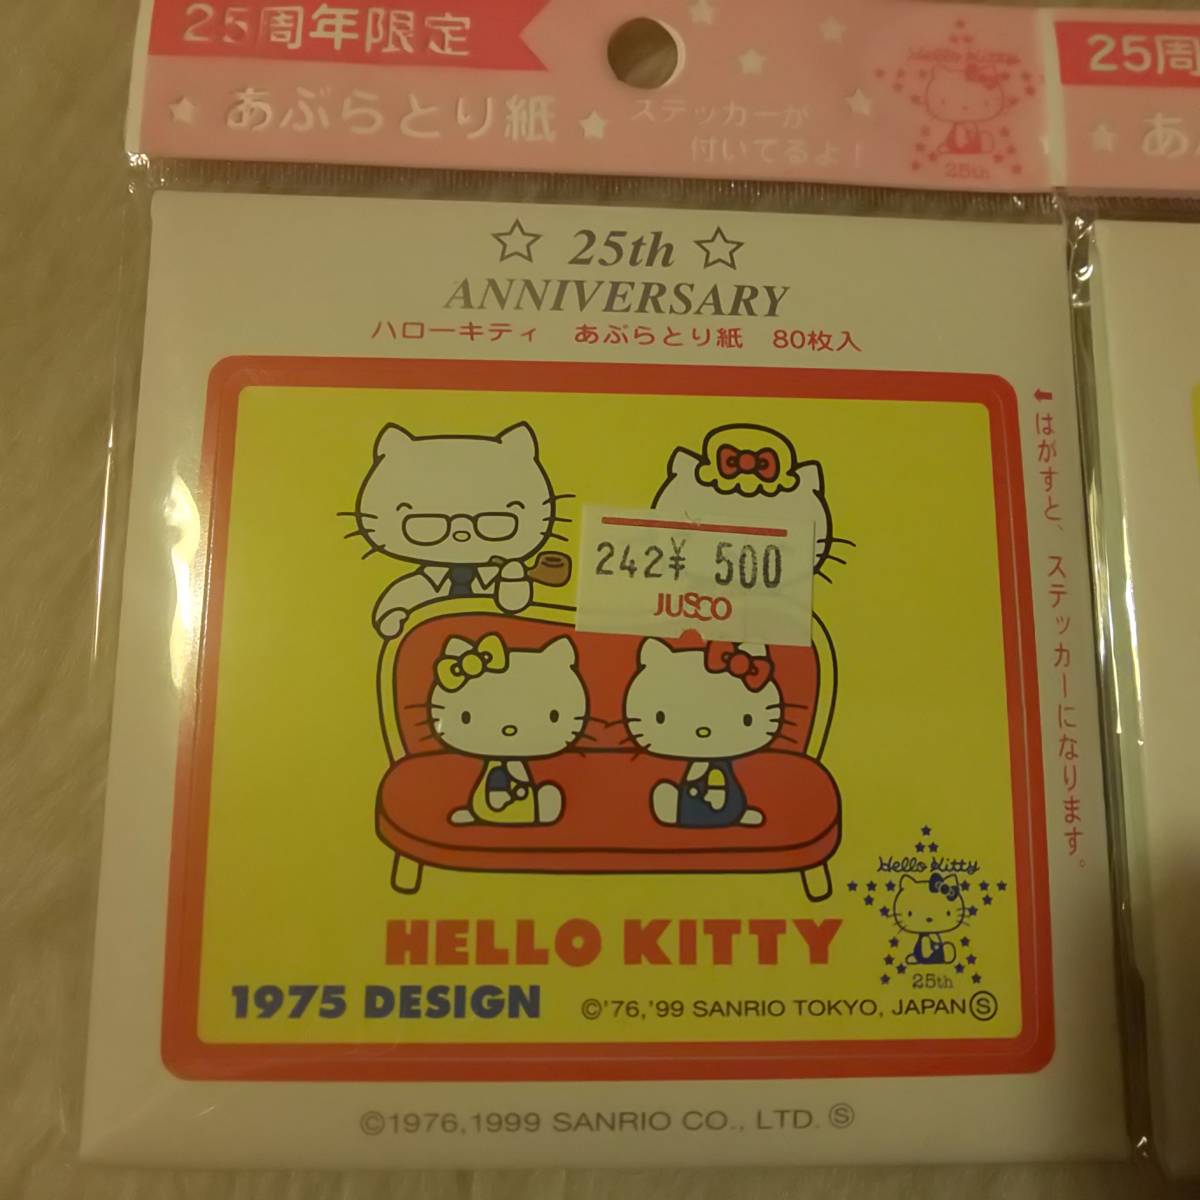 25周年限定
あぶらとり紙
ステッカーが
付いてるよ!
Hello Kitty
25th
25周
あ
25th
ANNIVERSARY
ハローキティ あぶらとり紙 80枚入
はがすと、ステッカーになります。
242¥ 500
JUSCO
Hello Kitty
25th
HELLO KITTY
1975 DESIGN
©'76,'99 SANRIO TOKYO, JAPAN Ⓢ
©1976,1999 SANRIO CO., LTD. Ⓢ